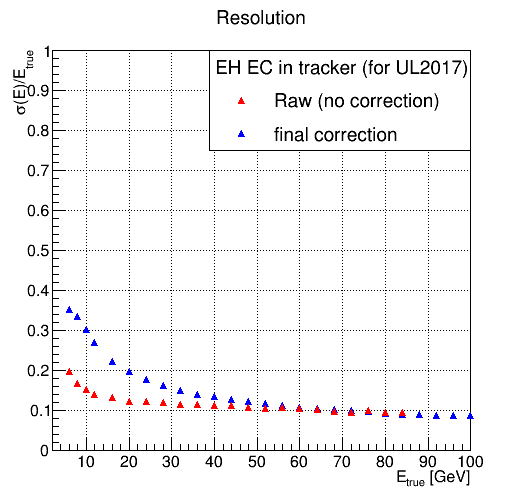 Resolution
σ(E)/E_true
EH EC in tracker (for UL2017)
Raw (no correction)
final correction
1
0.9
0.8
0.7
0.6
0.5
0.4
0.3
0.2
0.1
0
10 20 30 40 50 60 70 80 90 100
E_true [GeV]